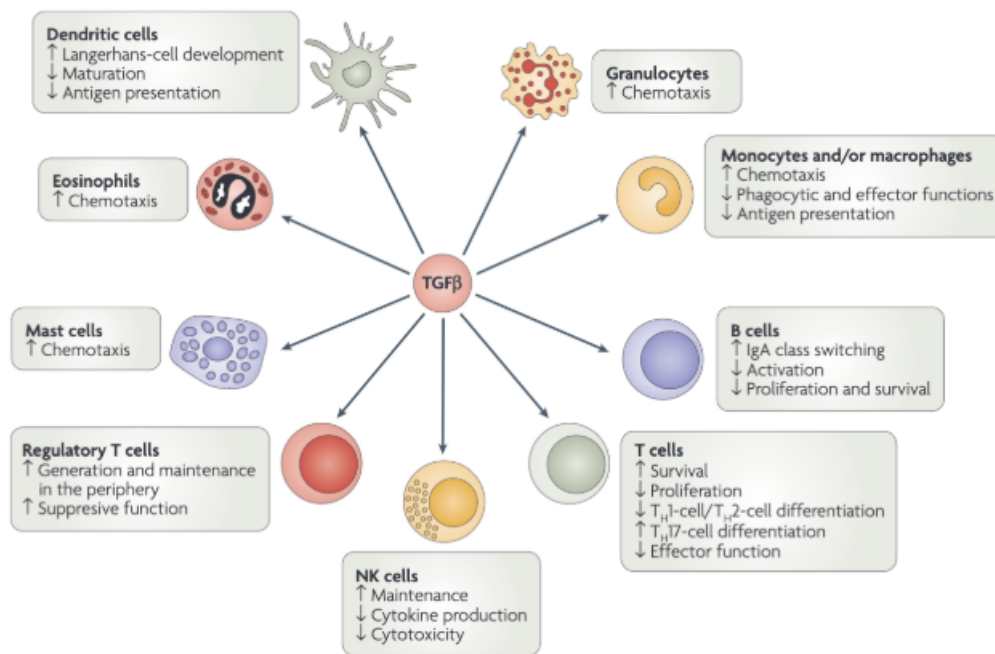 Dendritic cells
↑ Langerhans-cell development
↓ Maturation
↓ Antigen presentation
Granulocytes
↑ Chemotaxis
Eosinophils
↑ Chemotaxis
Monocytes and/or macrophages
↑ Chemotaxis
↓ Phagocytic and effector functions
↓ Antigen presentation
TGFβ
Mast cells
↑ Chemotaxis
B cells
↑ IgA class switching
↓ Activation
↓ Proliferation and survival
Regulatory T cells
↑ Generation and maintenance
in the periphery
↑ Suppresive function
T cells
↑ Survival
↓ Proliferation
↓ TH1-cell/TH2-cell differentiation
↑ TH17-cell differentiation
↓ Effector function
NK cells
↑ Maintenance
↓ Cytokine production
↓ Cytotoxicity